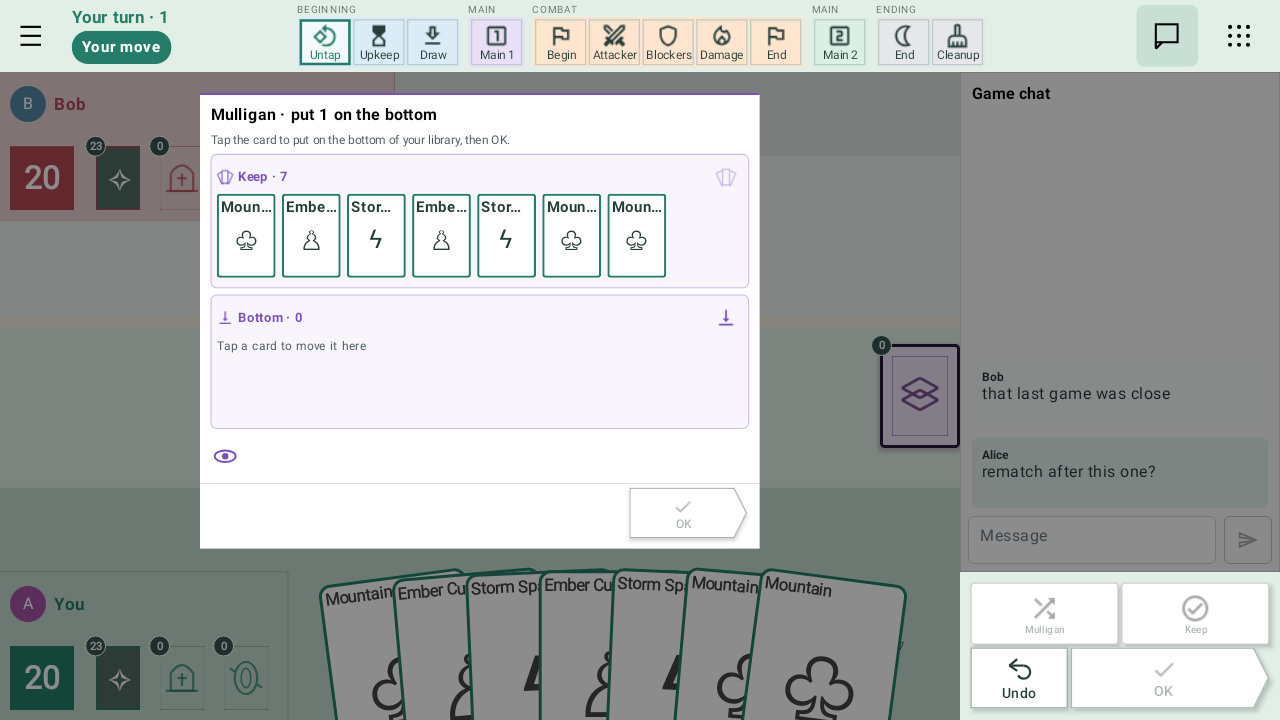 Your turn · 1
Your move
BEGINNING
Untap
Upkeep
Draw
MAIN
Main 1
COMBAT
Begin
Attacker
Blockers
Damage
End
MAIN
Main 2
ENDING
End
Cleanup
B
Bob
20
23
0
Mulligan · put 1 on the bottom
Tap the card to put on the bottom of your library, then OK.
Keep · 7
Moun...
Embe...
Stor...
Embe...
Stor...
Moun...
Moun...
Bottom · 0
Tap a card to move it here
OK
0
Game chat
Bob
that last game was close
Alice
rematch after this one?
Message
A
You
20
23
0
0
Mountain
Ember Cu
Storm Spa
Ember Cu
Storm Spa
Mountain
Mountain
7
Mulligan
Keep
Undo
OK